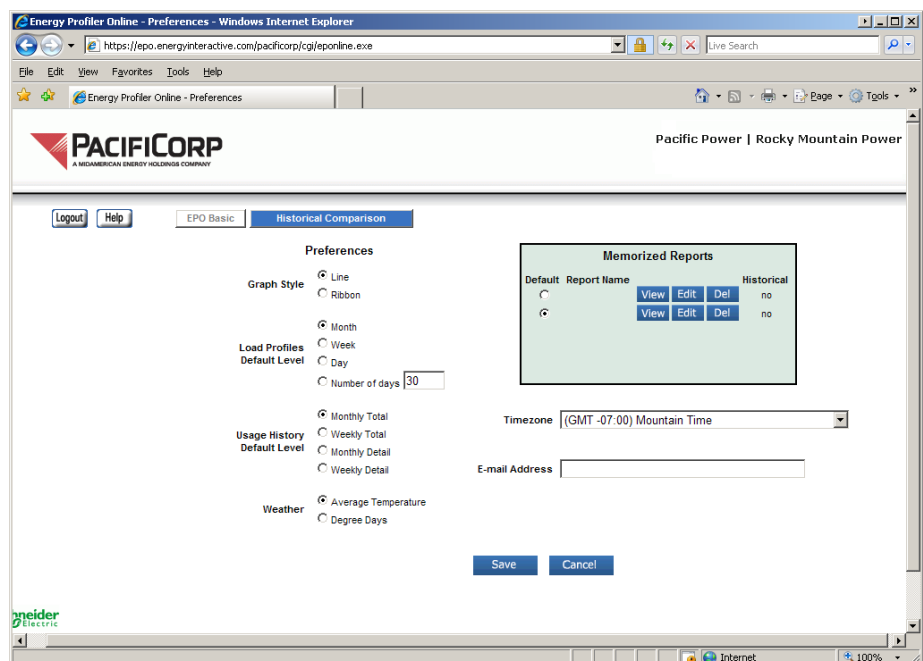 Energy Profiler Online - Preferences - Windows Internet Explorer
https://epo.energyinteractive.com/pacificorp/cgi/eponline.exe
Live Search
File Edit View Favorites Tools Help
Energy Profiler Online - Preferences
Page Tools »
PACIFICORP
A MIDAMERICAN ENERGY HOLDINGS COMPANY
Pacific Power | Rocky Mountain Power
Logout Help EPO Basic Historical Comparison
Preferences
Graph Style
Line
Ribbon
Load Profiles
Default Level
Month
Week
Day
Number of days 30
Usage History
Default Level
Monthly Total
Weekly Total
Monthly Detail
Weekly Detail
Weather
Average Temperature
Degree Days
Memorized Reports
Default Report Name Historical
View Edit Del no
View Edit Del no
Timezone (GMT -07:00) Mountain Time
E-mail Address
Save Cancel
hneider
Electric
Internet 100%